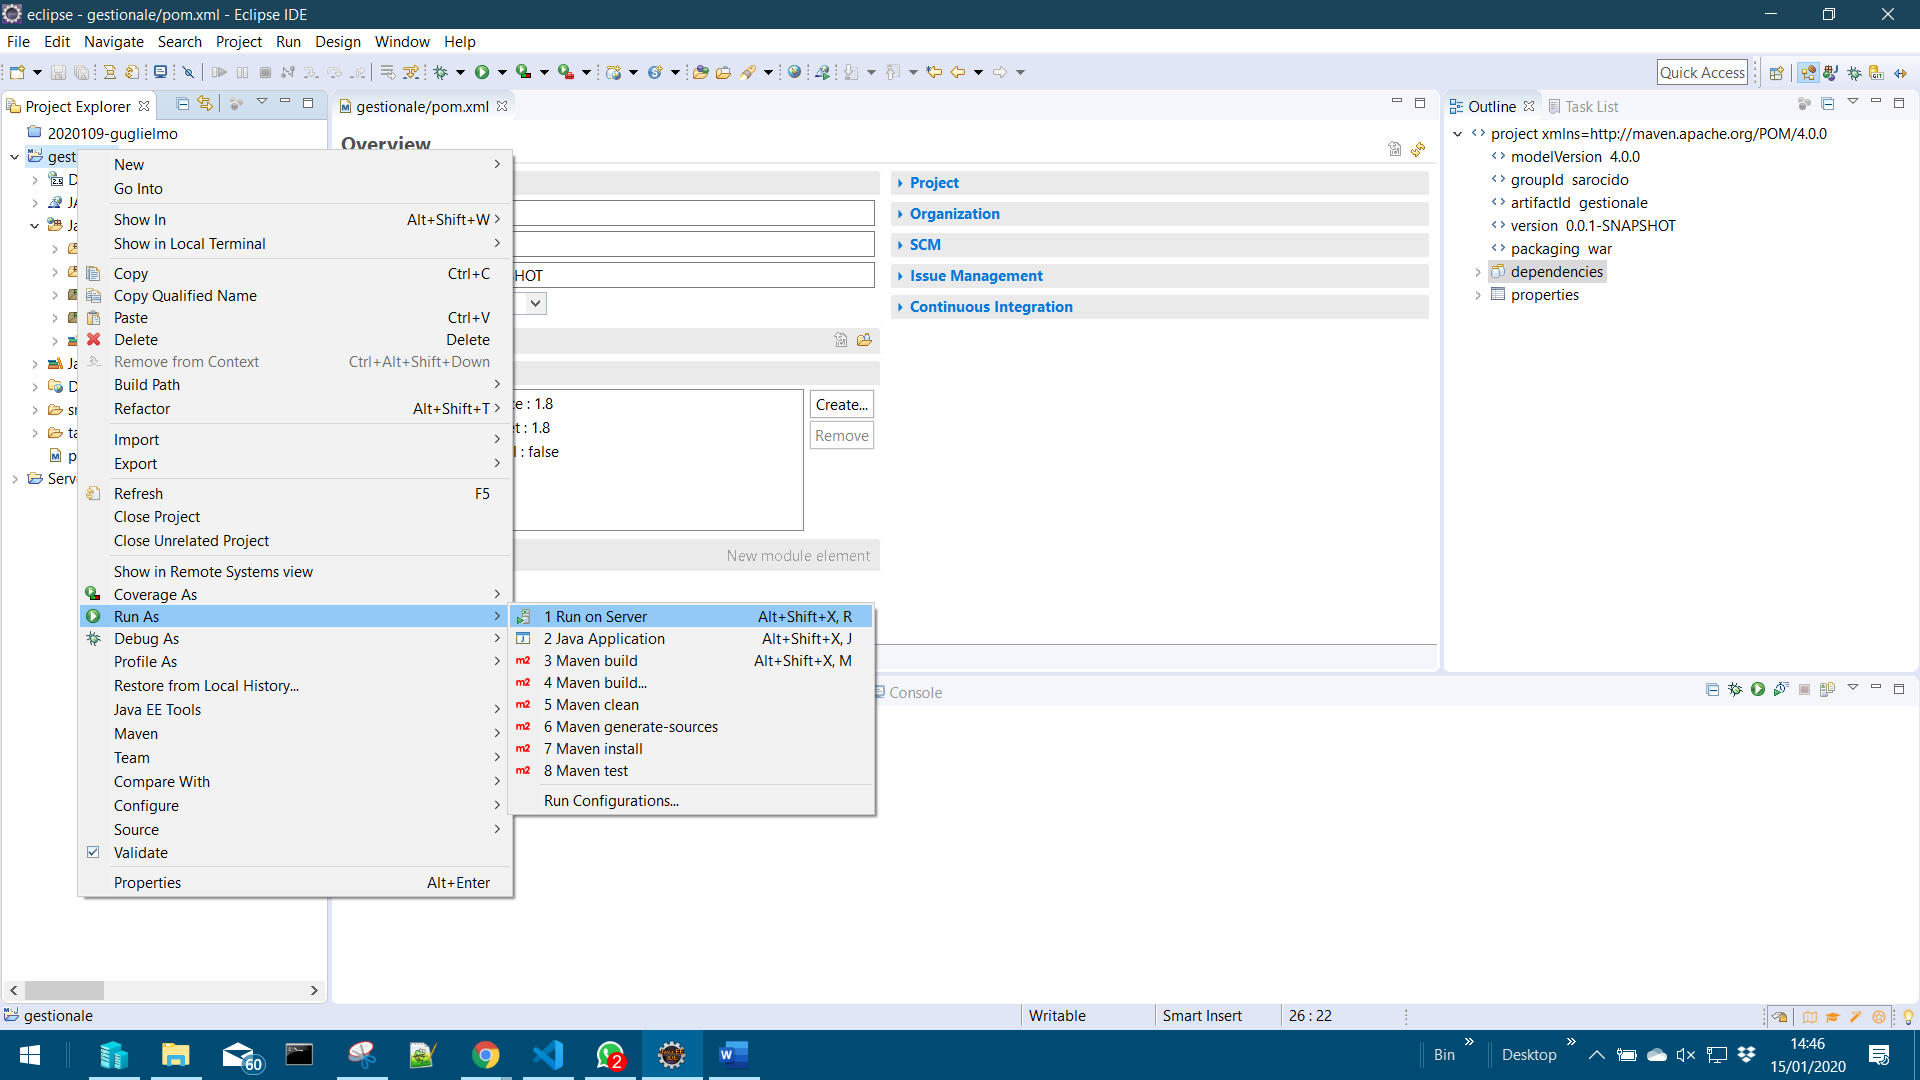 eclipse - gestionale/pom.xml - Eclipse IDE
File Edit Navigate Search Project Run Design Window Help
Quick Access
Project Explorer
2020109-guglielmo
gest
D
JA
Ja
Ja
D
sr
ta
p
Serv
New
Go Into
Show In Alt+Shift+W
Show in Local Terminal
Copy Ctrl+C
Copy Qualified Name
Paste Ctrl+V
Delete Delete
Remove from Context Ctrl+Alt+Shift+Down
Build Path
Refactor Alt+Shift+T
Import
Export
Refresh F5
Close Project
Close Unrelated Project
Show in Remote Systems view
Coverage As
Run As
Debug As
Profile As
Restore from Local History...
Java EE Tools
Maven
Team
Compare With
Configure
Source
Validate
Properties Alt+Enter
1 Run on Server Alt+Shift+X, R
2 Java Application Alt+Shift+X, J
3 Maven build Alt+Shift+X, M
4 Maven build...
5 Maven clean
6 Maven generate-sources
7 Maven install
8 Maven test
Run Configurations...
gestionale/pom.xml
Overview
HOT
ce : 1.8
et : 1.8
l : false
Create...
Remove
New module element
Project
Organization
SCM
Issue Management
Continuous Integration
Console
Outline Task List
project xmlns=http://maven.apache.org/POM/4.0.0
modelVersion 4.0.0
groupId sarocido
artifactId gestionale
version 0.0.1-SNAPSHOT
packaging war
dependencies
properties
gestionale Writable Smart Insert 26 : 22
60
2
Bin Desktop
14:46
15/01/2020